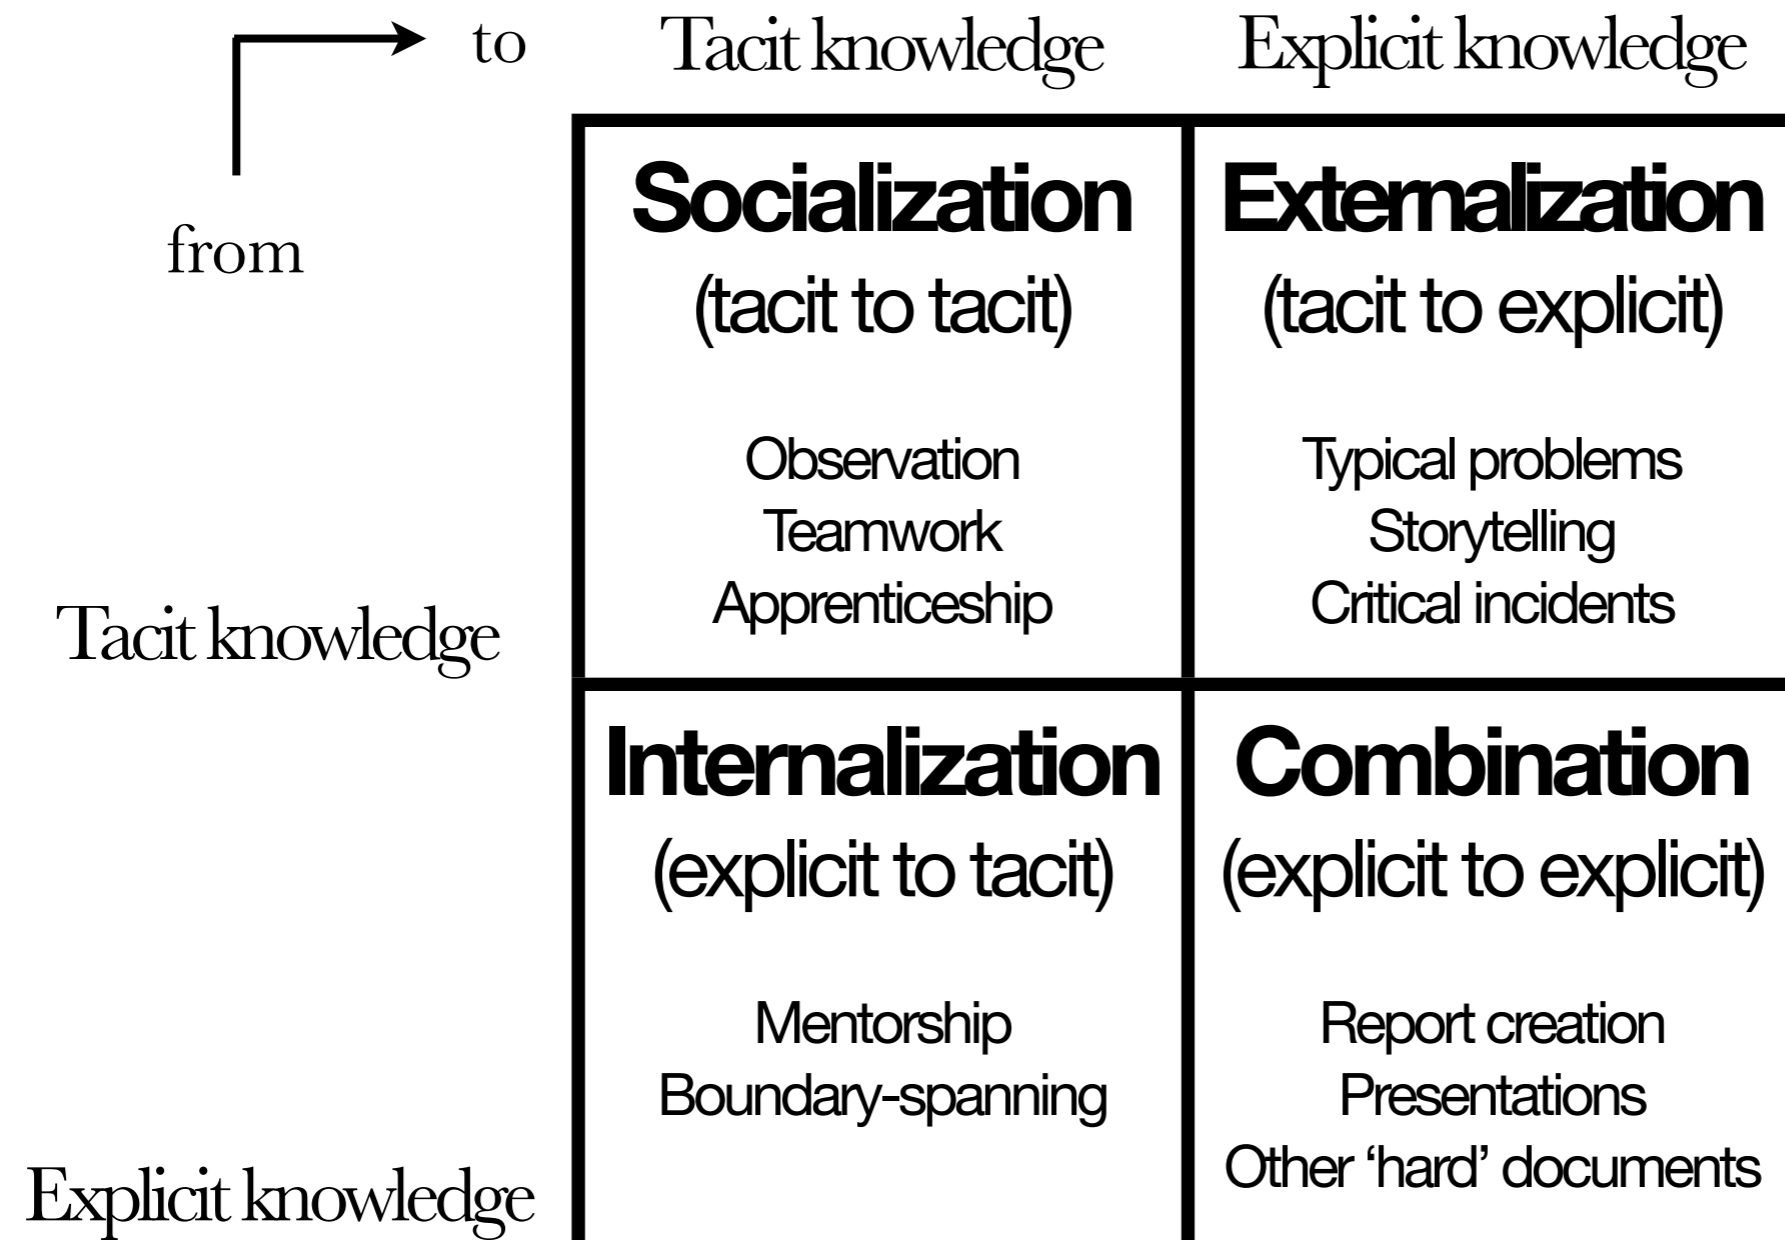 to
Tacit knowledge
Explicit knowledge
from
Socialization
(tacit to tacit)
Observation
Teamwork
Apprenticeship
Externalization
(tacit to explicit)
Typical problems
Storytelling
Critical incidents
Tacit knowledge
Internalization
(explicit to tacit)
Mentorship
Boundary-spanning
Combination
(explicit to explicit)
Report creation
Presentations
Other ‘hard’ documents
Explicit knowledge